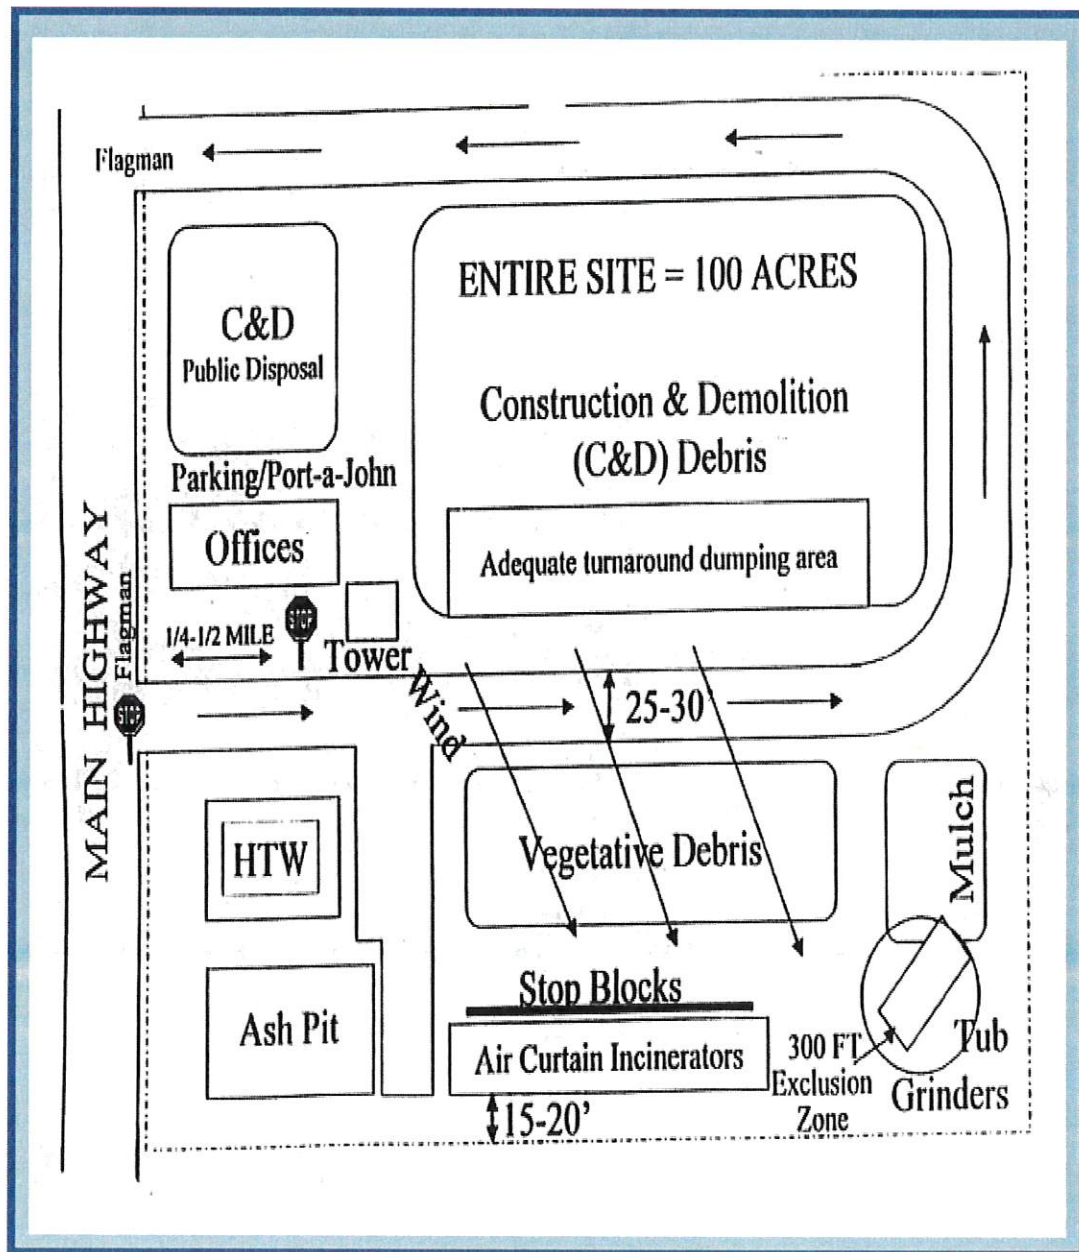 Flagman
C&D
Public Disposal
ENTIRE SITE = 100 ACRES
Construction & Demolition
(C&D) Debris
Parking/Port-a-John
Offices
Adequate turnaround dumping area
MAIN HIGHWAY
Flagman
1/4-1/2 MILE
STOP
Tower
STOP
Wind
25-30'
HTW
Vegetative Debris
Mulch
Ash Pit
Stop Blocks
Air Curtain Incinerators
300 FT
Exclusion
Zone
Tub
Grinders
15-20'